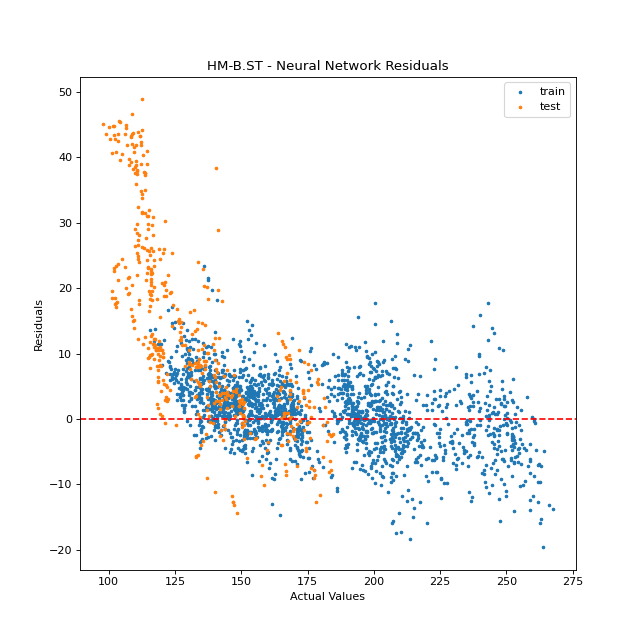 HM-B.ST - Neural Network Residuals
train
test
50
40
30
20
10
0
−10
−20
Residuals
100 125 150 175 200 225 250 275
Actual Values